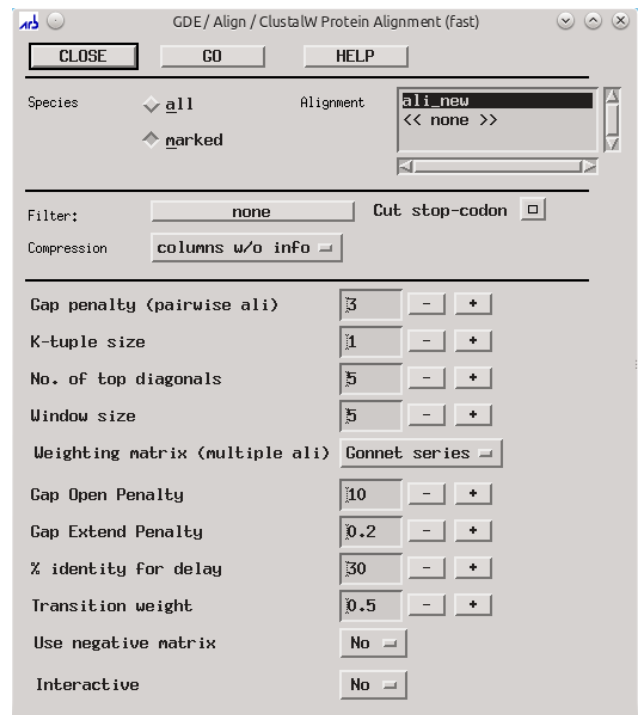 arb GDE / Align / ClustalW Protein Alignment (fast)
CLOSE GO HELP
Species all Alignment ali_new
<< none >>
marked
Filter: none Cut stop-codon
Compression columns w/o info
Gap penalty (pairwise ali) 3 - +
K-tuple size 1 - +
No. of top diagonals 5 - +
Window size 5 - +
Weighting matrix (multiple ali) Gonnet series
Gap Open Penalty 10 - +
Gap Extend Penalty 0.2 - +
% identity for delay 30 - +
Transition weight 0.5 - +
Use negative matrix No
Interactive No